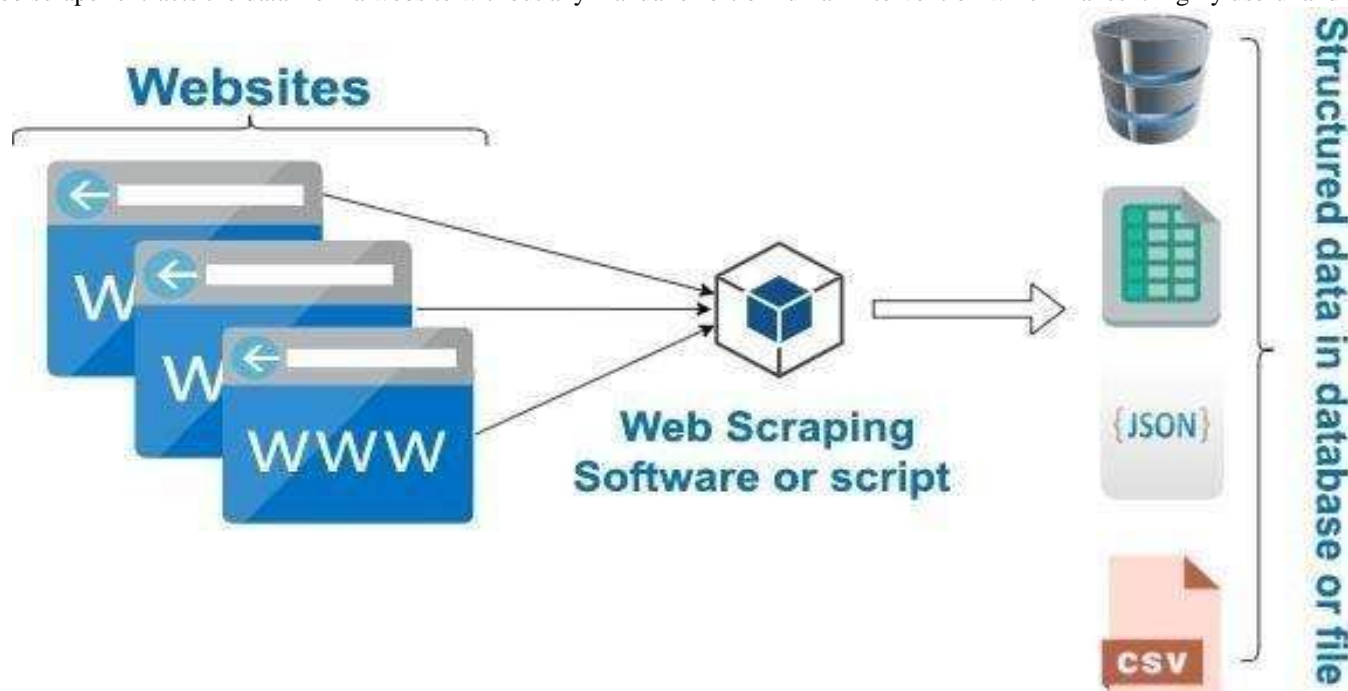 Websites
W
W
WWW
Web Scraping
Software or script
{JSON}
CSV
Structured data in database or file